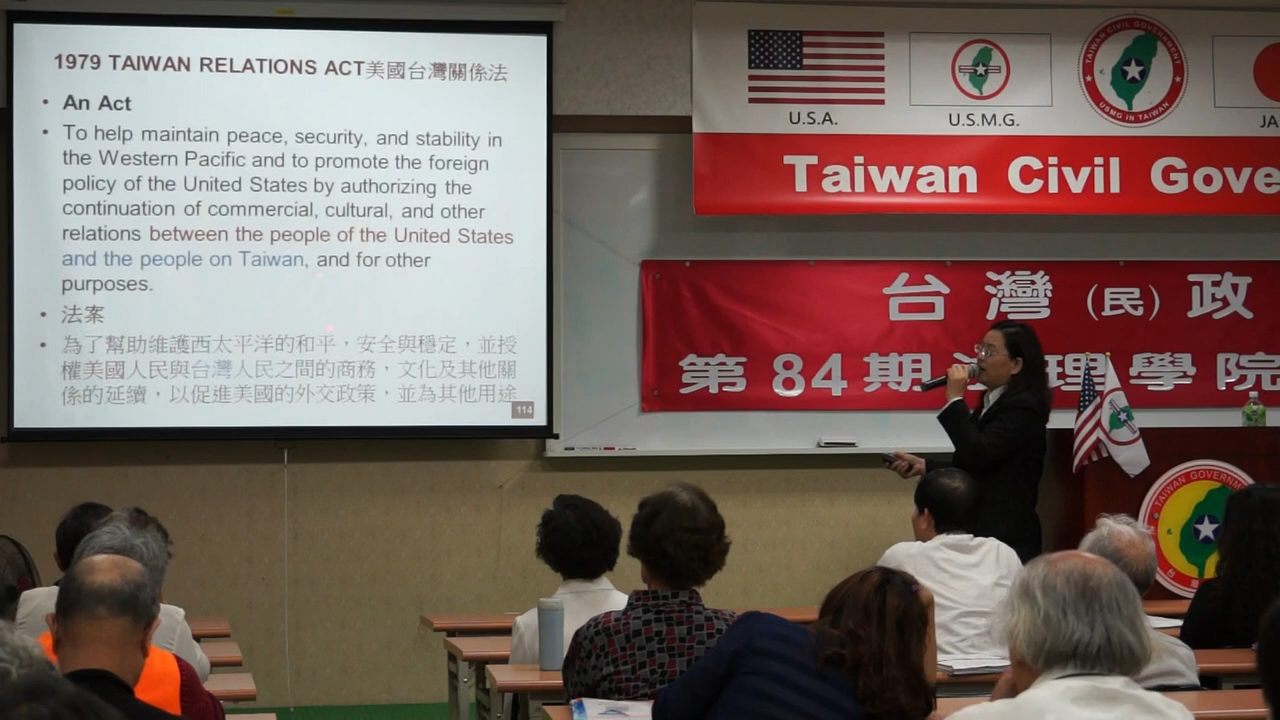 1979 TAIWAN RELATIONS ACT美國台灣關係法
• An Act
• To help maintain peace, security, and stability in
the Western Pacific and to promote the foreign
policy of the United States by authorizing the
continuation of commercial, cultural, and other
relations between the people of the United States
and the people on Taiwan, and for other
purposes.
• 法案
• 為了幫助維護西太平洋的和平，安全與穩定，並授
權美國人民與台灣人民之間的商務，文化及其他關
係的延續，以促進美國的外交政策，並為其他用途
114
U.S.A.
U.S.M.G.
TAIWAN CIVIL GOVERNMENT
USMG IN TAIWAN
JA
Taiwan Civil Gove
台灣（民）政
第84期 理學院
TAIWAN GOVERNM